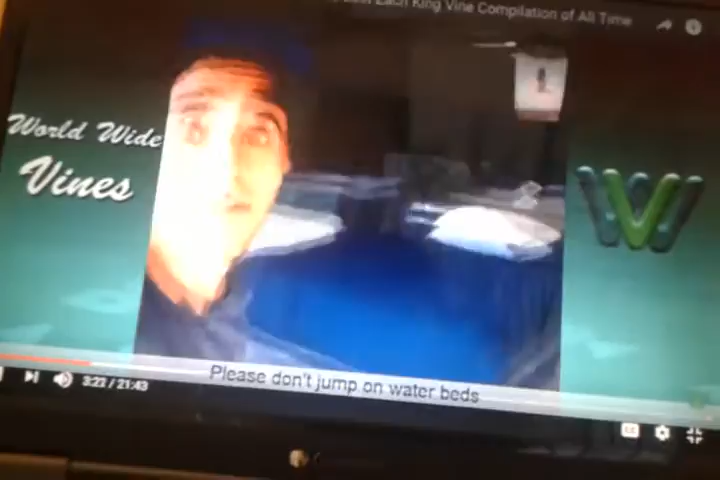 King Vine Compilation of All Time
World Wide
Vines
Please don't jump on water beds
3:22 / 21:43